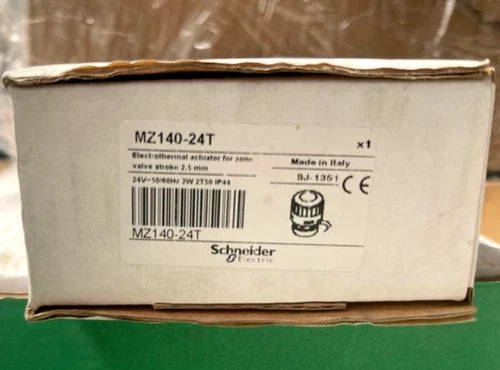 MZ140-24T
x1
Electrothermal actuator for zone
valve stroke 2.5 mm
Made in Italy
24V~50/60Hz 2W 2T50 IP44
SJ-1351
CE
MZ140-24T
Schneider
Electric